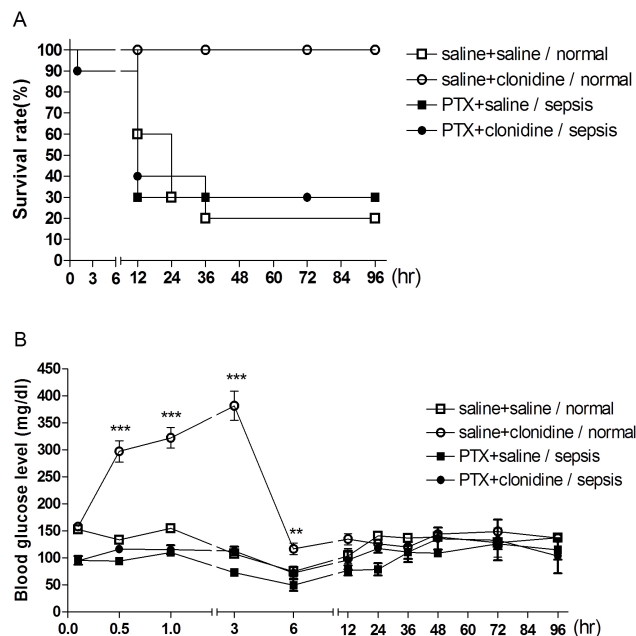 A
Survival rate(%)
100
90
80
70
60
50
40
30
20
10
0
0 3 6 12 24 36 48 60 72 84 96 (hr)
saline+saline / normal
saline+clonidine / normal
PTX+saline / sepsis
PTX+clonidine / sepsis
B
Blood glucose level (mg/dl)
450
400
350
300
250
200
150
100
50
0
*** *** *** **
0.0 0.5 1.0 3 6 12 24 36 48 72 96 (hr)
saline+saline / normal
saline+clonidine / normal
PTX+saline / sepsis
PTX+clonidine / sepsis